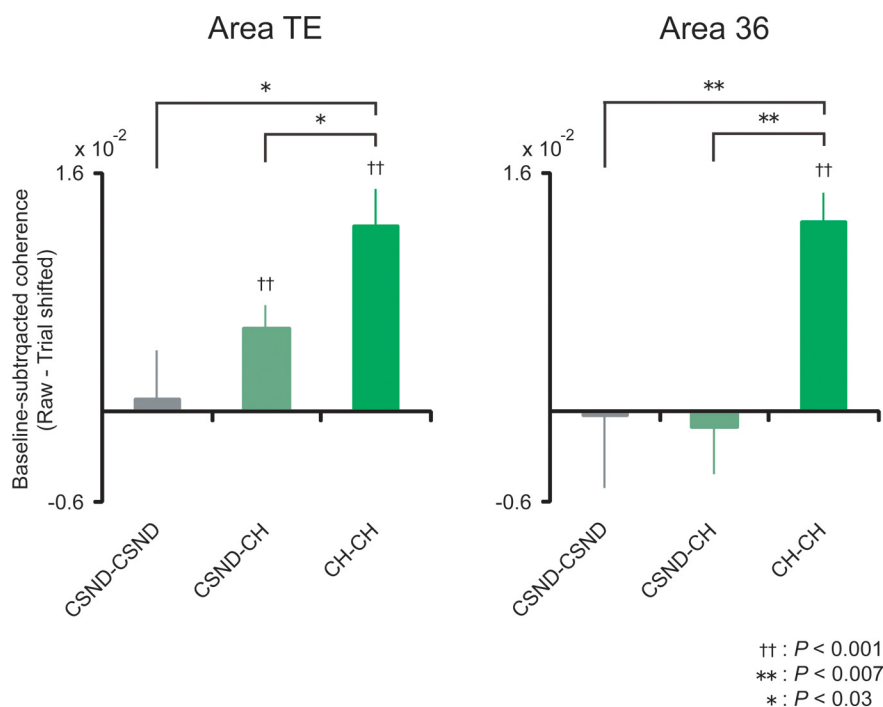 Area TE
Area 36
*
*
**
**
x 10-2
x 10-2
1.6
1.6
††
††
††
Baseline-subtrqacted coherence
(Raw - Trial shifted)
-0.6
-0.6
CSND-CSND
CSND-CH
CH-CH
CSND-CSND
CSND-CH
CH-CH
†† : P < 0.001
** : P < 0.007
* : P < 0.03